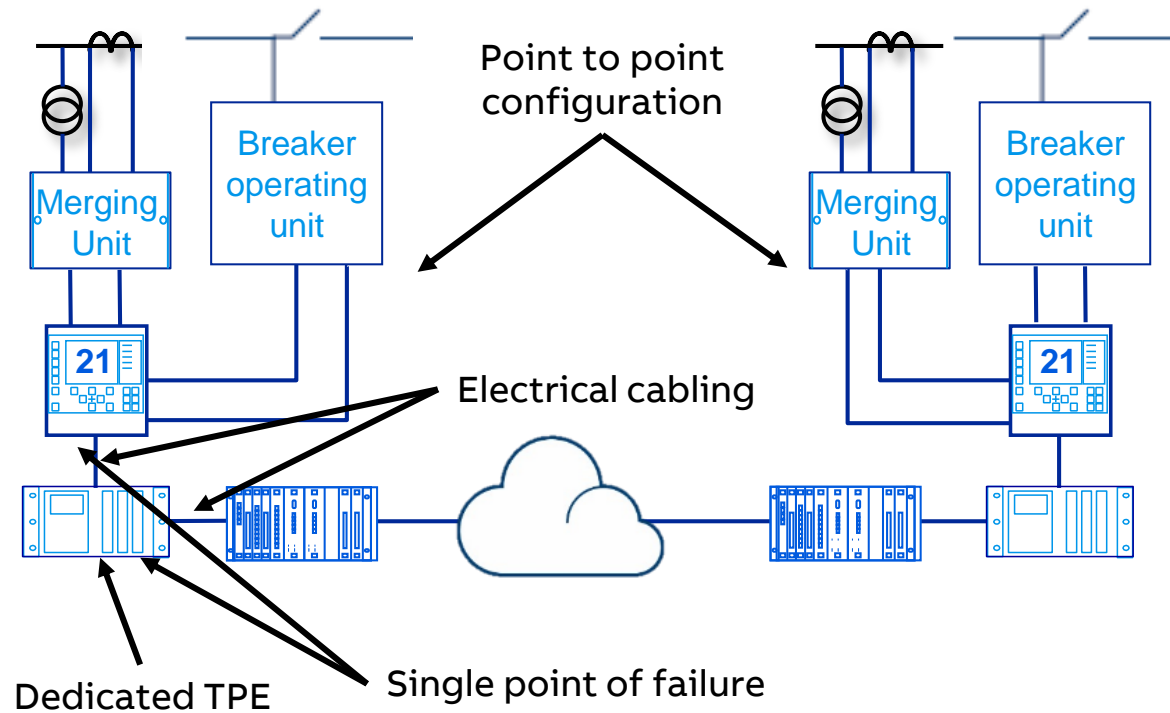 Point to point
configuration
Merging
Unit
Breaker
operating
unit
Merging
Unit
Breaker
operating
unit
21
21
Electrical cabling
Dedicated TPE
Single point of failure